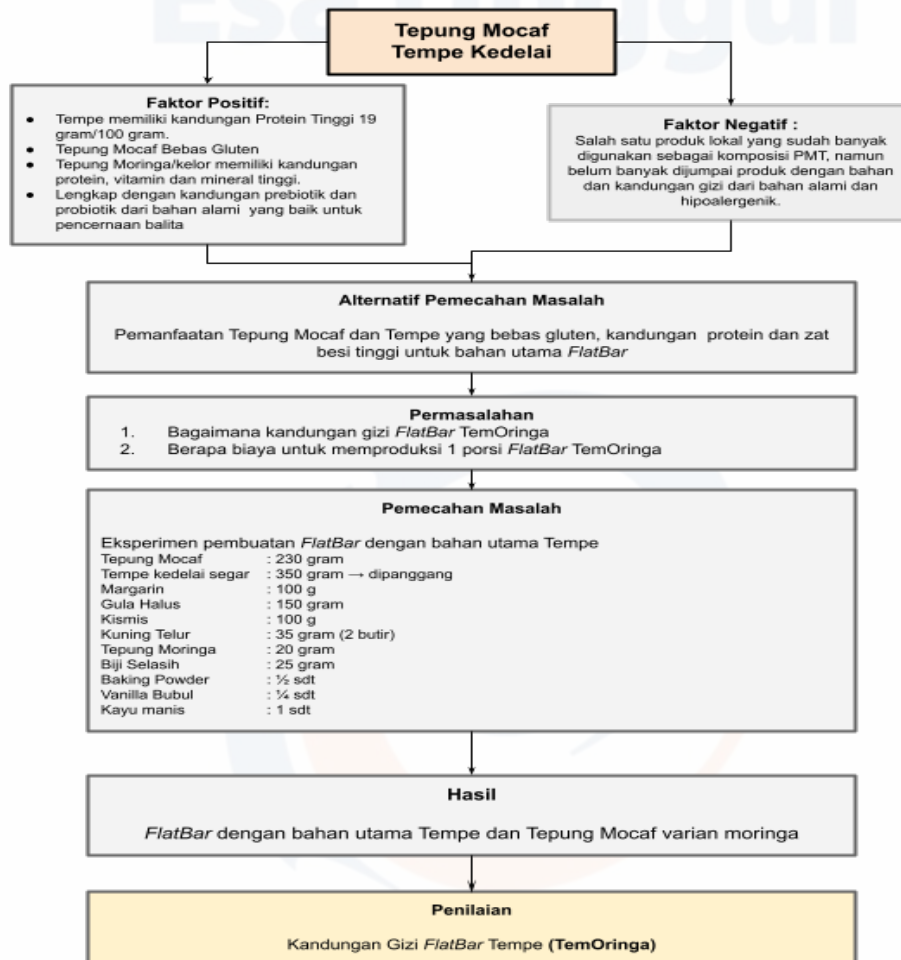 Tepung Mocaf
Tempe Kedelai
Faktor Positif:
● Tempe memiliki kandungan Protein Tinggi 19
gram/100 gram.
● Tepung Mocaf Bebas Gluten
● Tepung Moringa/kelor memiliki kandungan
protein, vitamin dan mineral tinggi.
● Lengkap dengan kandungan prebiotik dan
probiotik dari bahan alami yang baik untuk
pencernaan balita
Faktor Negatif :
Salah satu produk lokal yang sudah banyak
digunakan sebagai komposisi PMT, namun
belum banyak dijumpai produk dengan bahan
dan kandungan gizi dari bahan alami dan
hipoalergenik.
Alternatif Pemecahan Masalah
Pemanfaatan Tepung Mocaf dan Tempe yang bebas gluten, kandungan protein dan zat
besi tinggi untuk bahan utama FlatBar
Permasalahan
1. Bagaimana kandungan gizi FlatBar TemOringa
2. Berapa biaya untuk memproduksi 1 porsi FlatBar TemOringa
Pemecahan Masalah
Eksperimen pembuatan FlatBar dengan bahan utama Tempe
Tepung Mocaf : 230 gram
Tempe kedelai segar : 350 gram → dipanggang
Margarin : 100 g
Gula Halus : 150 gram
Kismis : 100 g
Kuning Telur : 35 gram (2 butir)
Tepung Moringa : 20 gram
Biji Selasih : 25 gram
Baking Powder : ½ sdt
Vanilla Bubul : ¼ sdt
Kayu manis : 1 sdt
Hasil
FlatBar dengan bahan utama Tempe dan Tepung Mocaf varian moringa
Penilaian
Kandungan Gizi FlatBar Tempe (TemOringa)